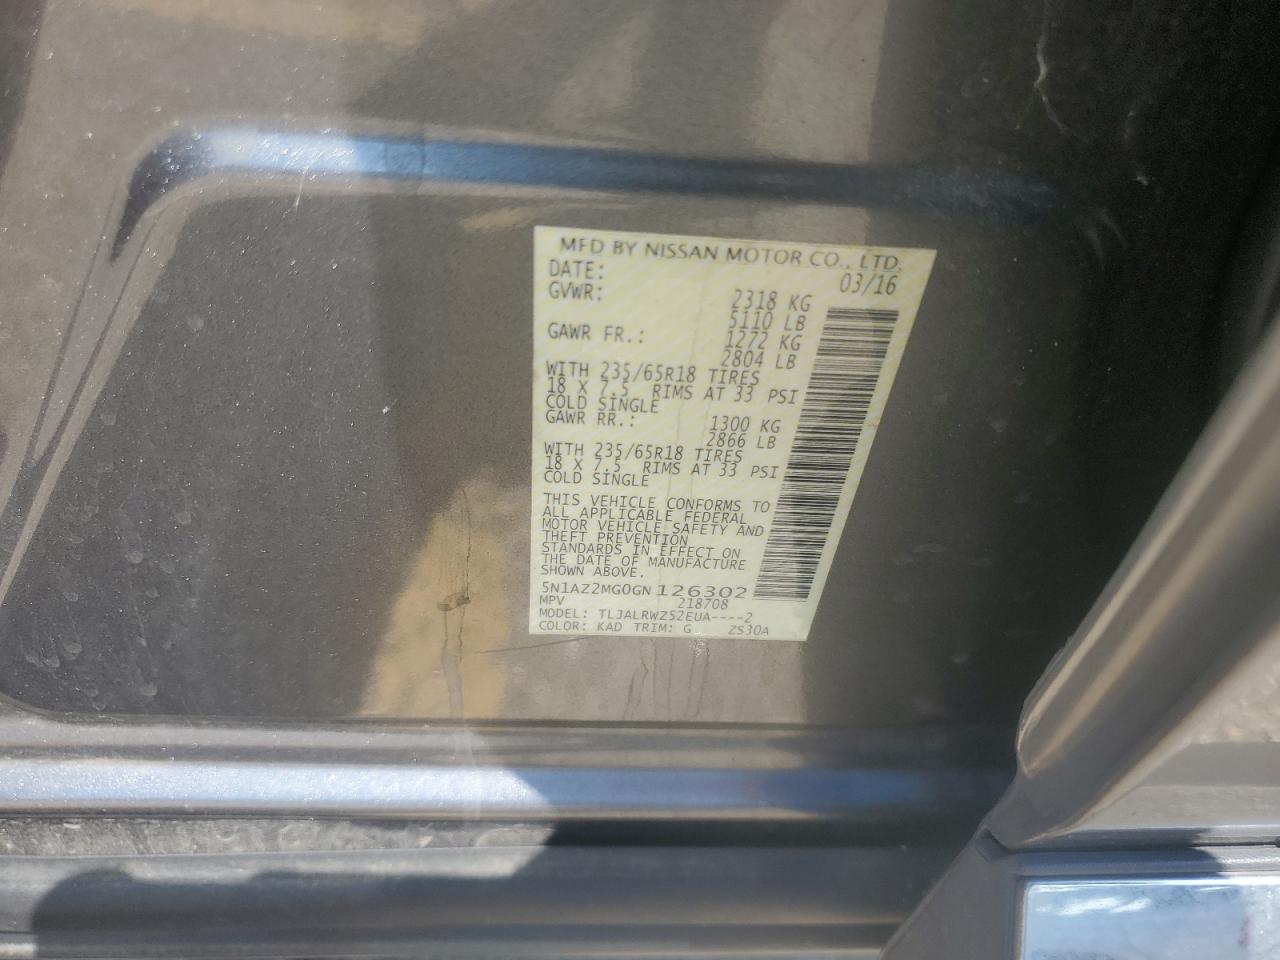 MFD BY NISSAN MOTOR CO., LTD.
DATE: 03/16
GVWR: 2318 KG
5110 LB
GAWR FR.: 1272 KG
2804 LB
WITH 235/65R18 TIRES
18 X 7.5 RIMS AT 33 PSI
COLD SINGLE
GAWR RR.: 1300 KG
2866 LB
WITH 235/65R18 TIRES
18 X 7.5 RIMS AT 33 PSI
COLD SINGLE
THIS VEHICLE CONFORMS TO
ALL APPLICABLE FEDERAL
MOTOR VEHICLE SAFETY AND
THEFT PREVENTION
STANDARDS IN EFFECT ON
THE DATE OF MANUFACTURE
SHOWN ABOVE.
5N1AZ2MG0GN 126302
MPV 218708
MODEL: TLJALRWZ52EUA----2
COLOR: KAD TRIM: G ZS30A